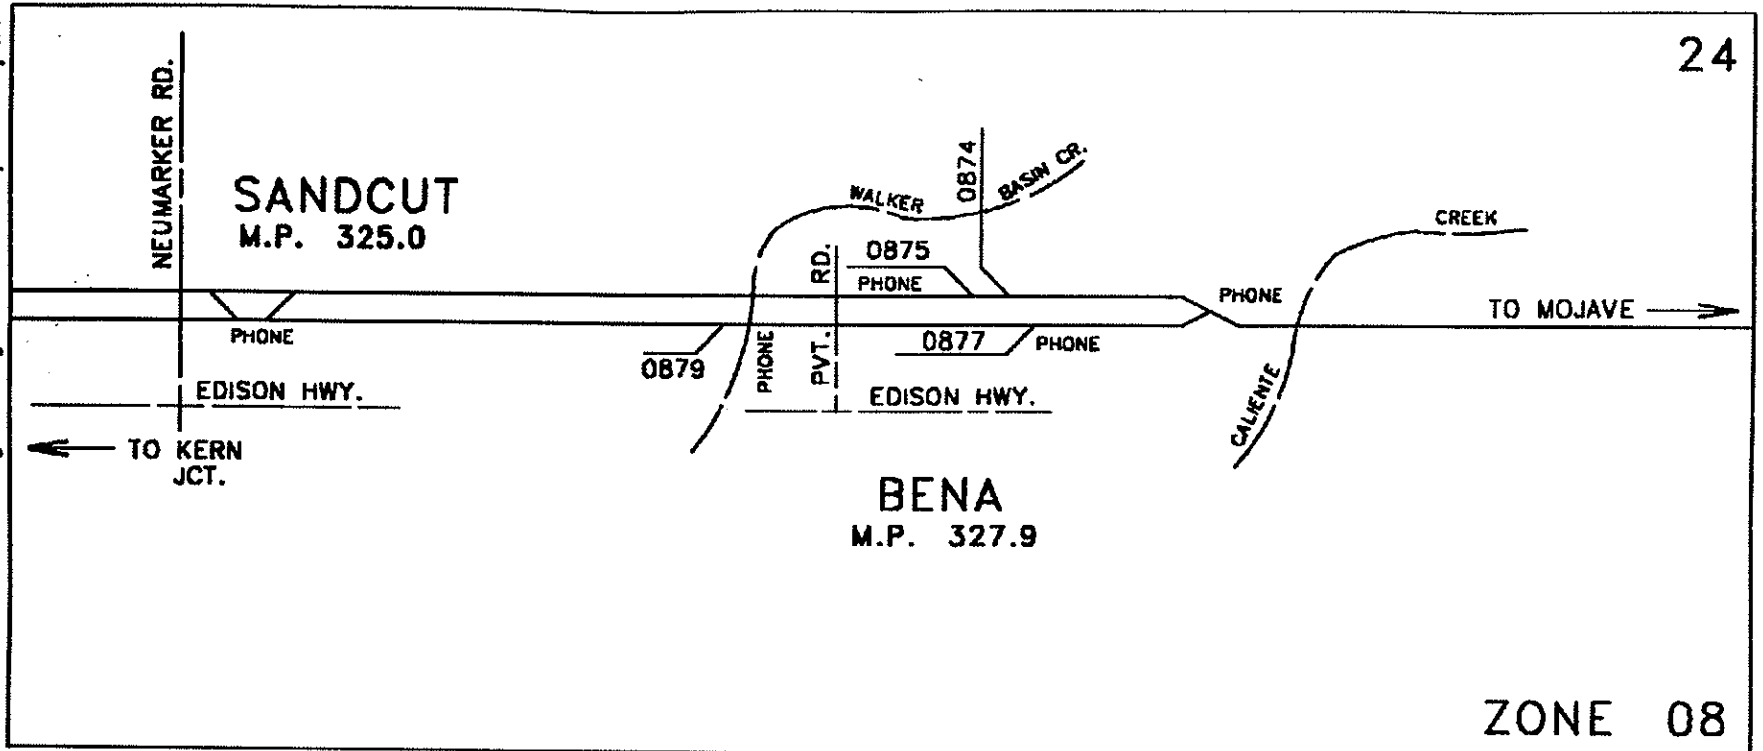 24
NEUMARKER RD.
SANDCUT
M.P. 325.0
0874
WALKER
BASIN CR.
CREEK
0875
PHONE
PVT. RD.
PHONE
TO MOJAVE
PHONE
0879
PHONE
0877
PHONE
EDISON HWY.
EDISON HWY.
CALIENTE
TO KERN
JCT.
BENA
M.P. 327.9
ZONE 08